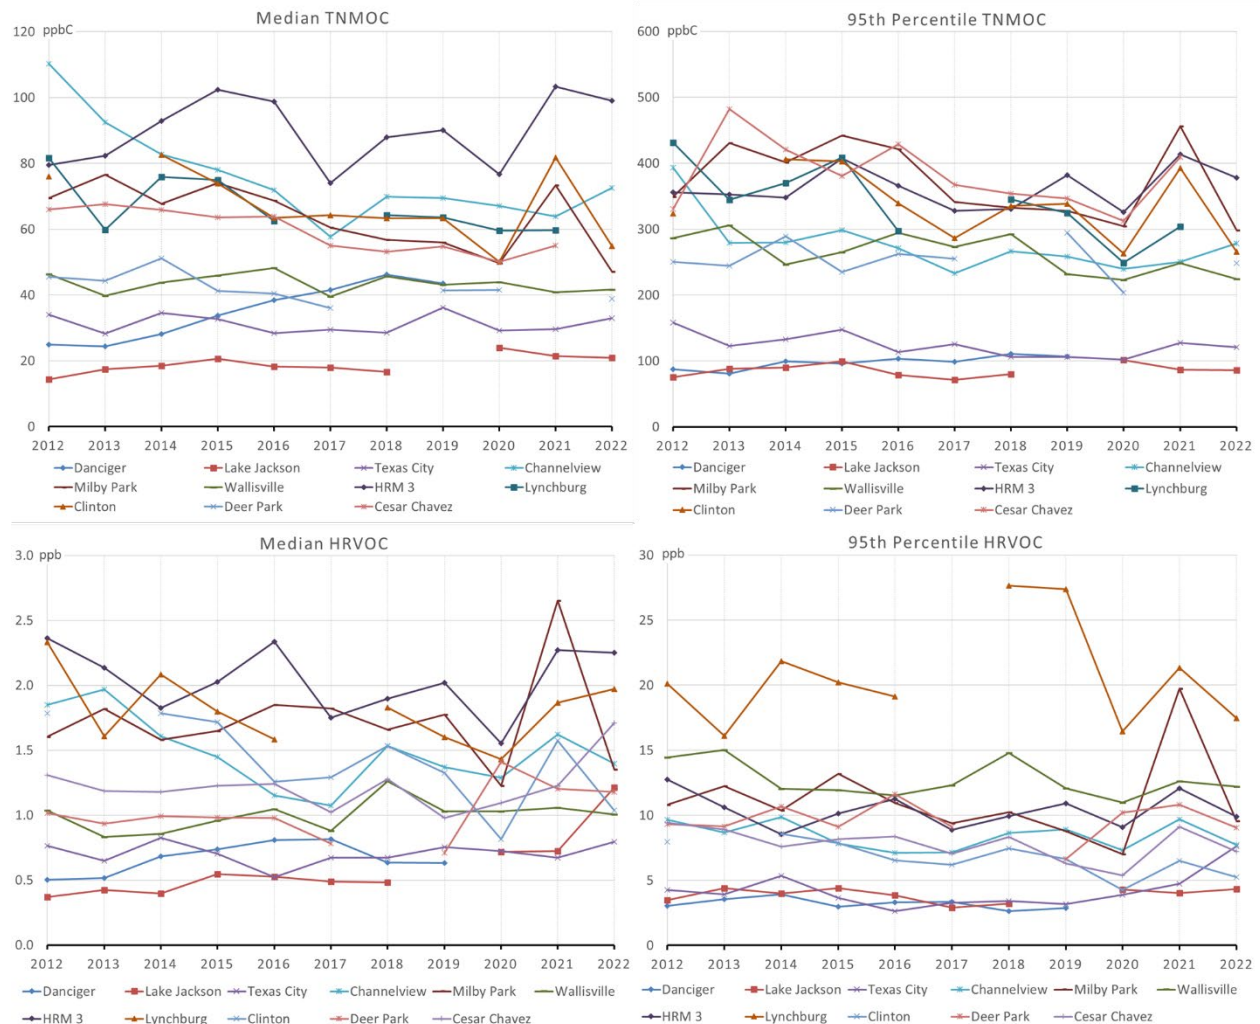 Median TNMOC
ppbC
120
100
80
60
40
20
0
2012 2013 2014 2015 2016 2017 2018 2019 2020 2021 2022
Danciger Lake Jackson Texas City Channelview
Milby Park Wallisville HRM 3 Lynchburg
Clinton Deer Park Cesar Chavez
95th Percentile TNMOC
ppbC
600
500
400
300
200
100
0
2012 2013 2014 2015 2016 2017 2018 2019 2020 2021 2022
Danciger Lake Jackson Texas City Channelview
Milby Park Wallisville HRM 3 Lynchburg
Clinton Deer Park Cesar Chavez
Median HRVOC
ppb
3.0
2.5
2.0
1.5
1.0
0.5
0.0
2012 2013 2014 2015 2016 2017 2018 2019 2020 2021 2022
Danciger Lake Jackson Texas City Channelview Milby Park Wallisville
HRM 3 Lynchburg Clinton Deer Park Cesar Chavez
95th Percentile HRVOC
ppb
30
25
20
15
10
5
0
2012 2013 2014 2015 2016 2017 2018 2019 2020 2021 2022
Danciger Lake Jackson Texas City Channelview Milby Park Wallisville
HRM 3 Lynchburg Clinton Deer Park Cesar Chavez